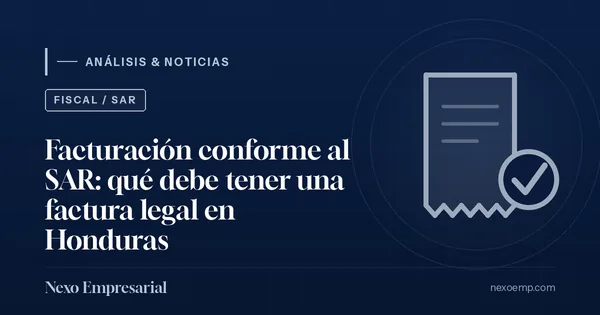 ANÁLISIS & NOTICIAS
FISCAL / SAR
Facturación conforme al
SAR: qué debe tener una
factura legal en
Honduras
Nexo Empresarial
nexoemp.com